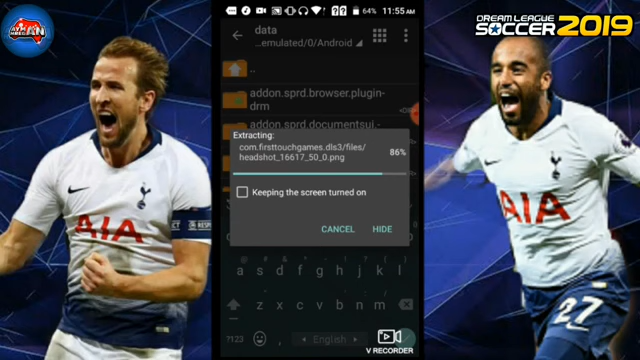 11:55 AM
64%
data
...emulated/0/Android
..
addon.sprd.browser.plugin-
drm
addon.sprd.documentsui.-
Extracting:
com.firsttouchgames.dls3/files/
headshot_16617_50_0.png
86%
Keeping the screen turned on
CANCEL HIDE
a s d f g h j k l
z x c v b n m
?123 , English .
V RECORDER
DREAM LEAGUE
SOCCER 2019
AIA
AIA
27